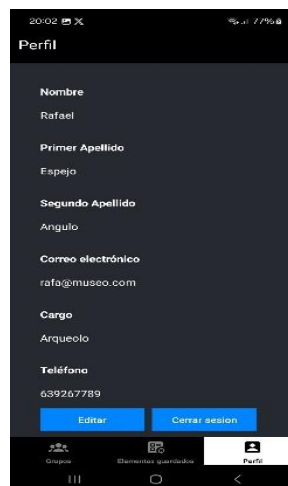 20:02
77%
Perfil
Nombre
Rafael
Primer Apellido
Espejo
Segundo Apellido
Angulo
Correo electrónico
rafa@museo.com
Cargo
Arqueolo
Teléfono
639267789
Editar Cerrar sesion
Grupos Elementos guardados Perfil